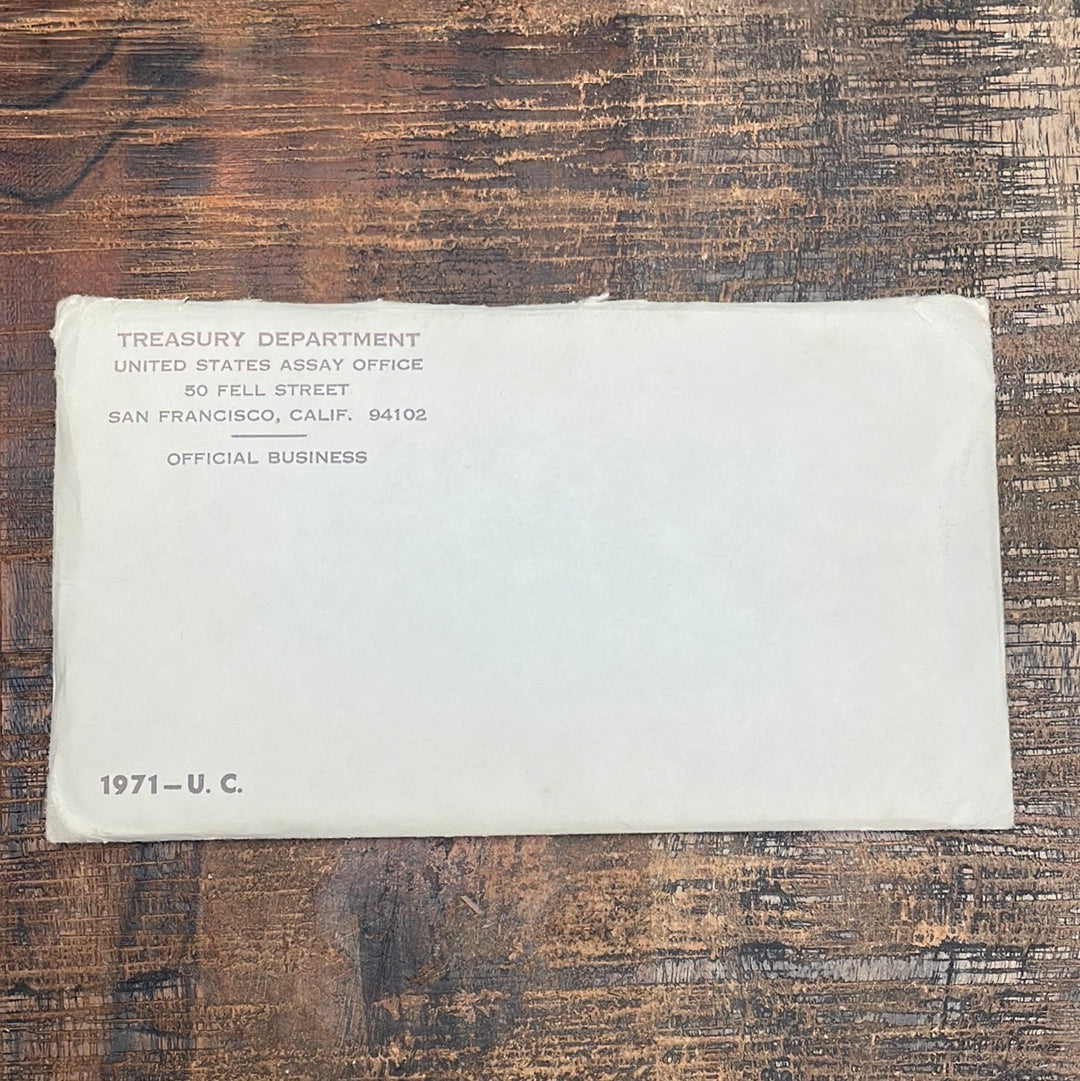 TREASURY DEPARTMENT
UNITED STATES ASSAY OFFICE
50 FELL STREET
SAN FRANCISCO, CALIF. 94102
OFFICIAL BUSINESS
1971—U. C.